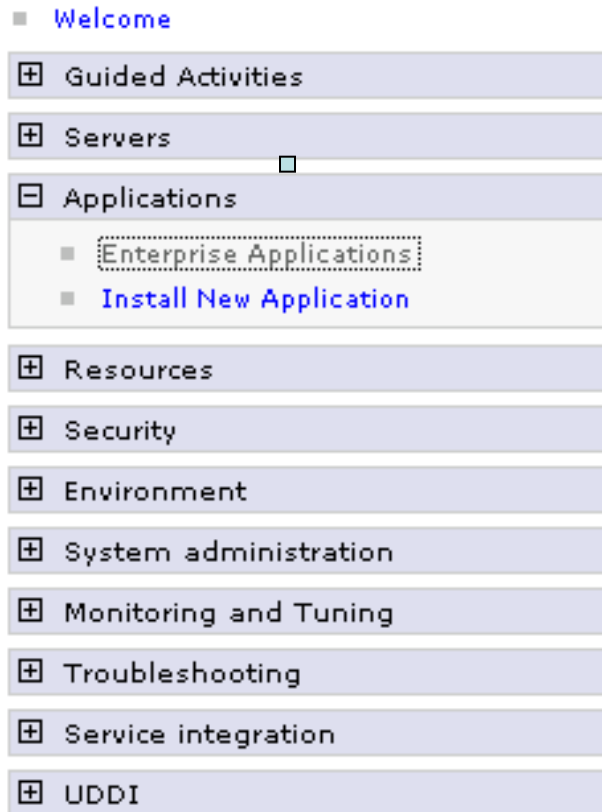 Welcome
Guided Activities
Servers
Applications
Enterprise Applications
Install New Application
Resources
Security
Environment
System administration
Monitoring and Tuning
Troubleshooting
Service integration
UDDI